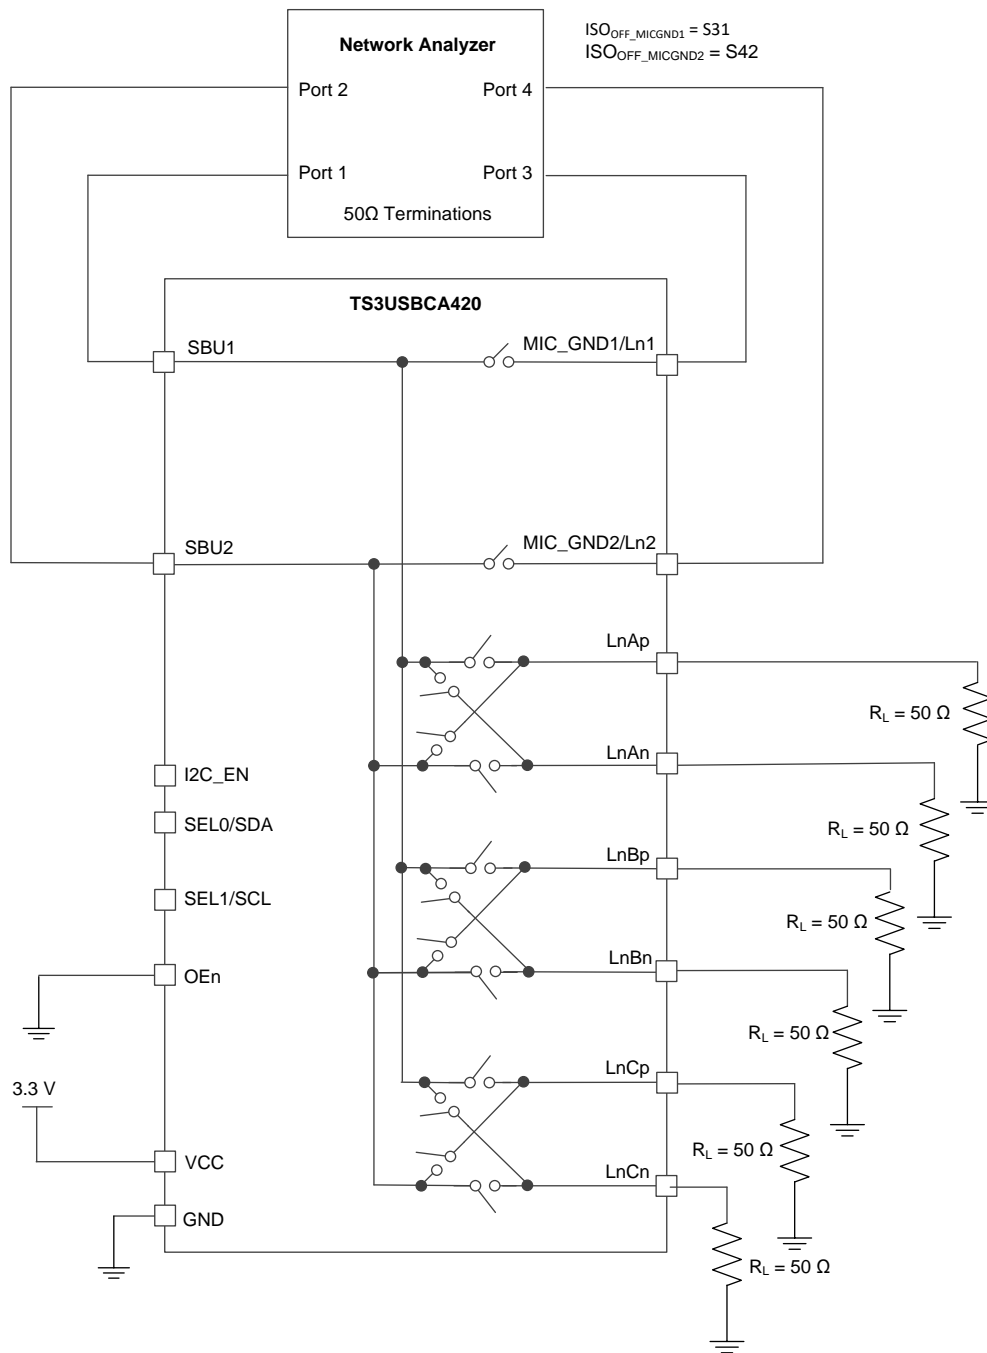 Network Analyzer
ISOOFF_MICGND1 = S31
ISOOFF_MICGND2 = S42
Port 2
Port 4
Port 1
Port 3
50Ω Terminations
TS3USBCA420
SBU1
MIC_GND1/Ln1
SBU2
MIC_GND2/Ln2
LnAp
RL = 50 Ω
LnAn
I2C_EN
SEL0/SDA
RL = 50 Ω
LnBp
SEL1/SCL
RL = 50 Ω
LnBn
OEn
RL = 50 Ω
LnCp
3.3 V
RL = 50 Ω
VCC
LnCn
GND
RL = 50 Ω